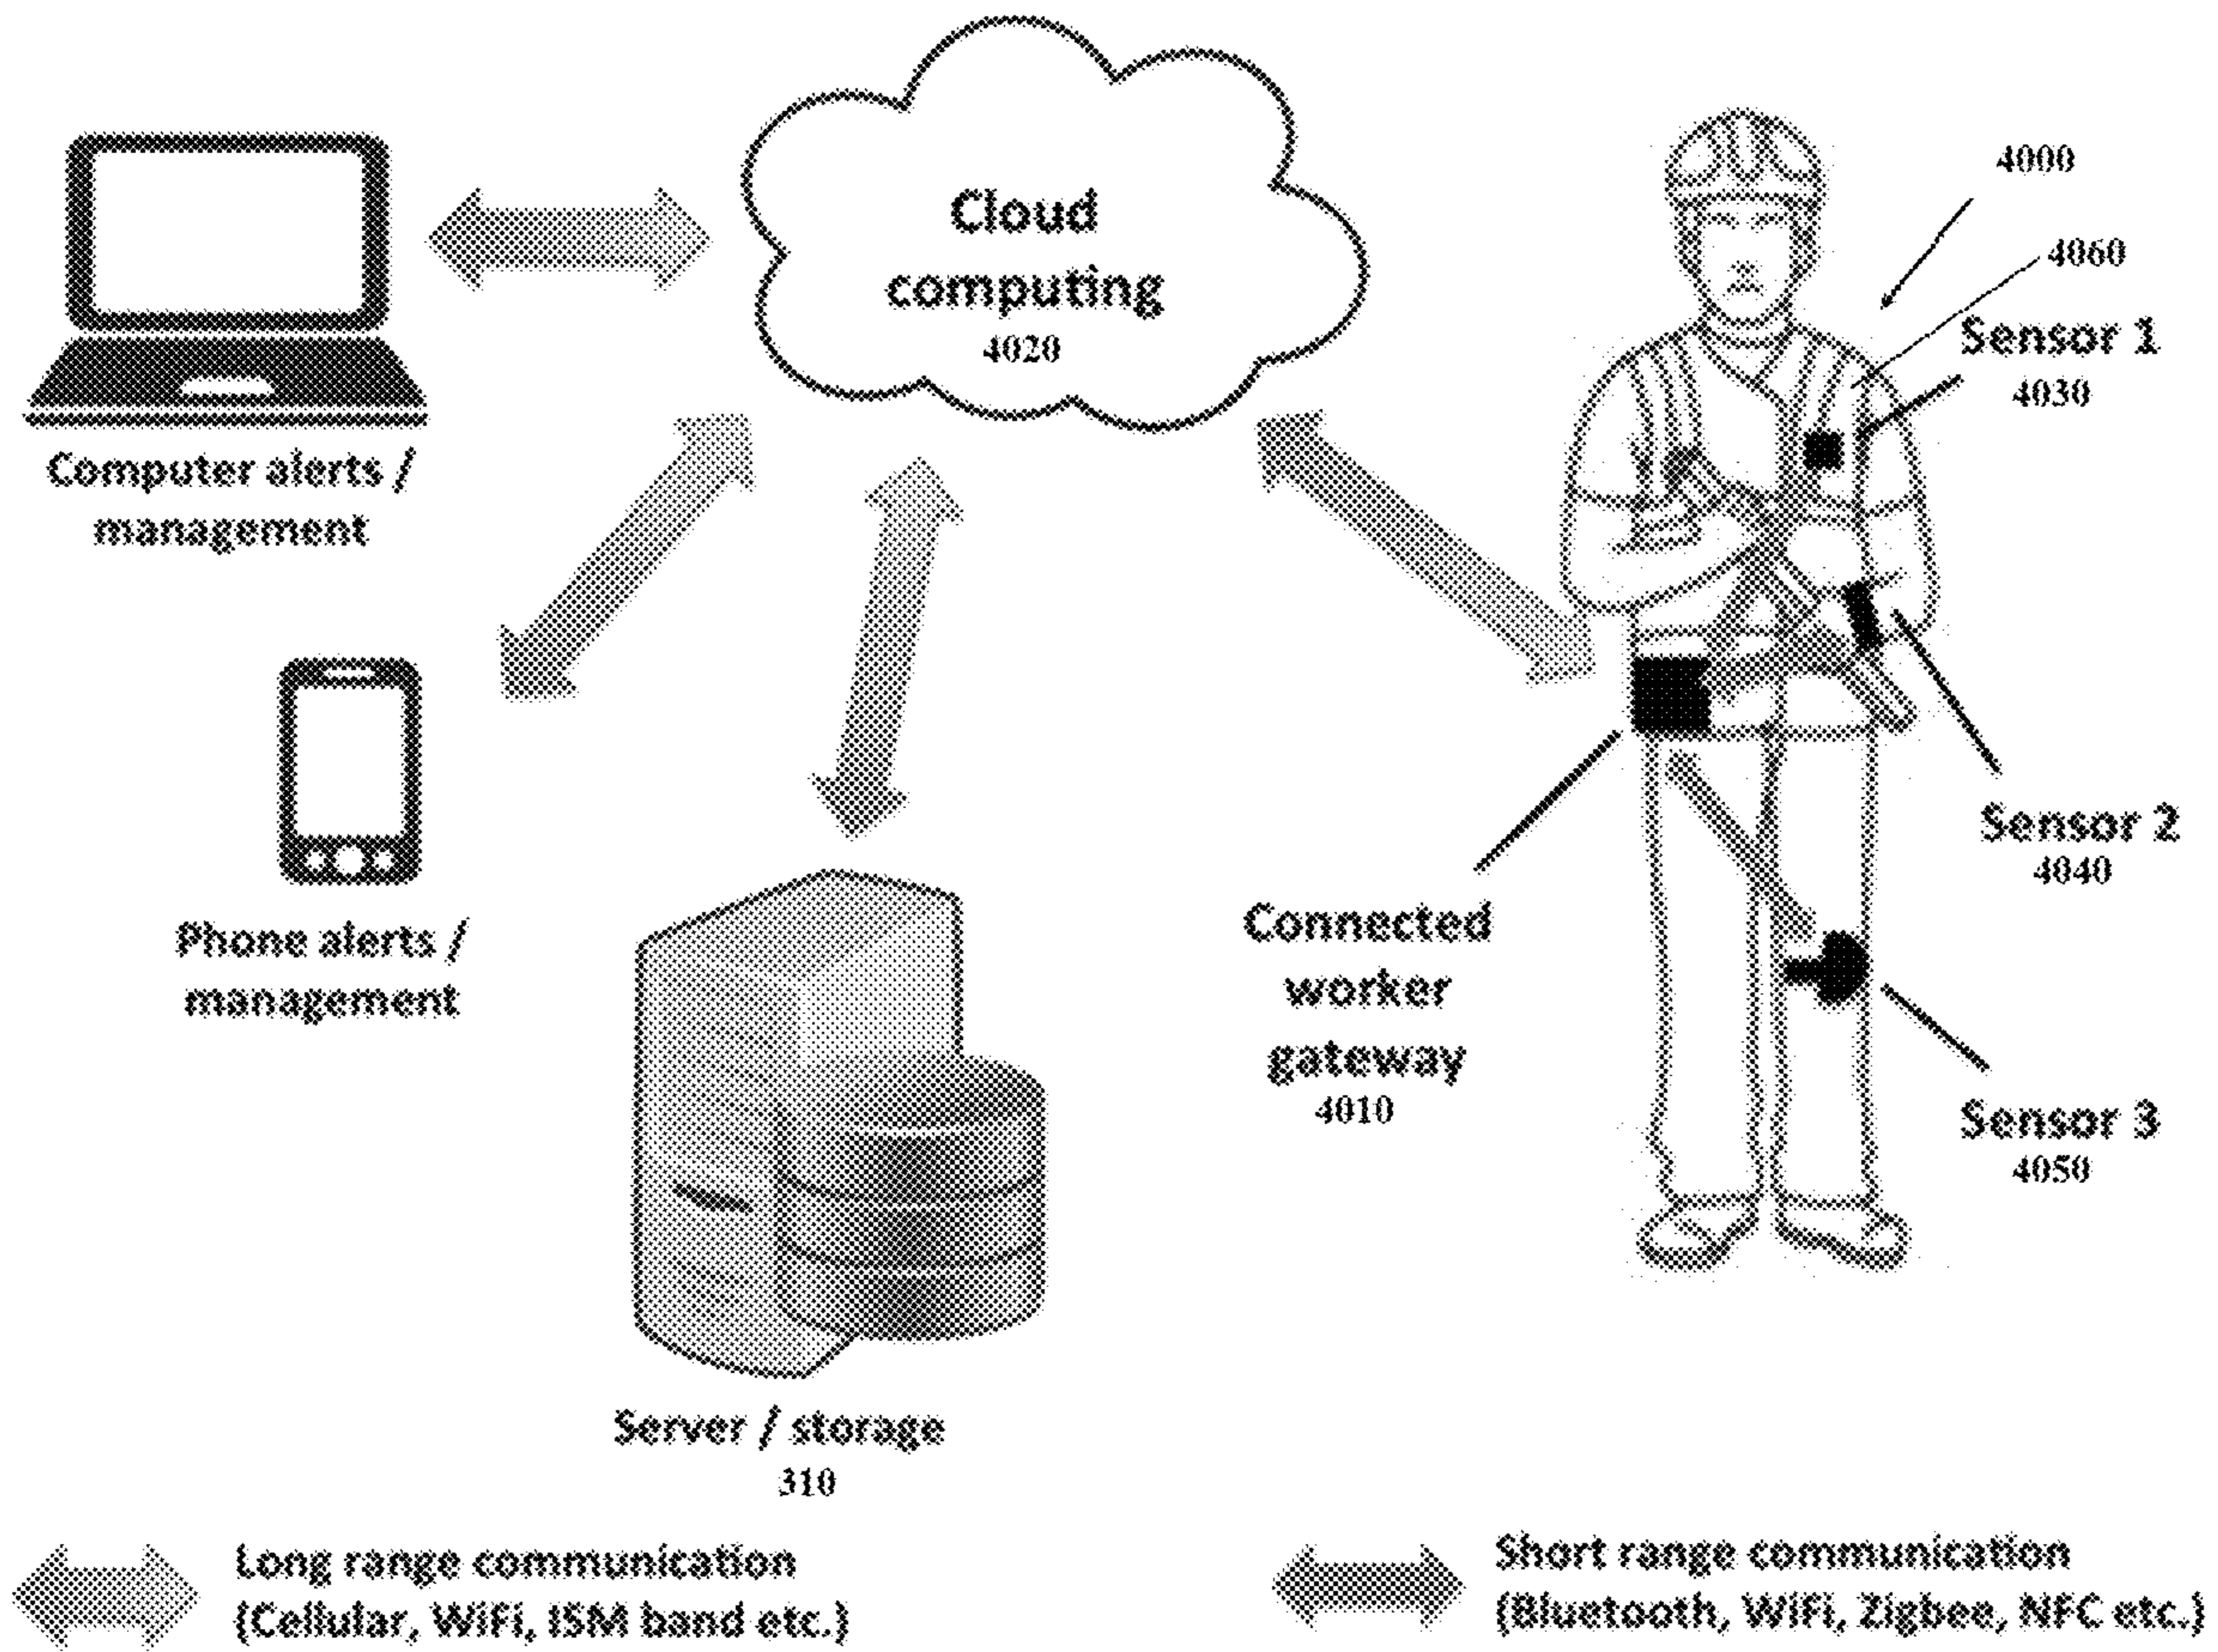 Cloud
computing
4020
4000
4060
Sensor 1
4030
Computer alerts /
management
Sensor 2
4040
Phone alerts /
management
Connected
worker
gateway
4010
Sensor 3
4050
Server / storage
310
Long range communication
(Cellular, WiFi, ISM band etc.)
Short range communication
(Bluetooth, WiFi, Zigbee, NFC etc.)